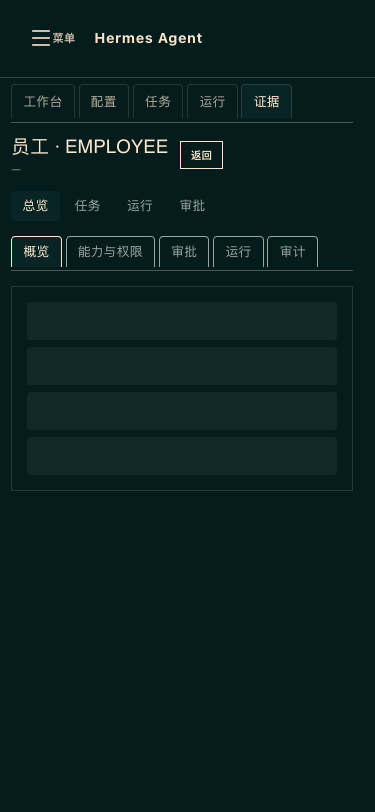 菜单 Hermes Agent
工作台 配置 任务 运行 证据
员工 · EMPLOYEE 返回
—
总览 任务 运行 审批
概览 能力与权限 审批 运行 审计